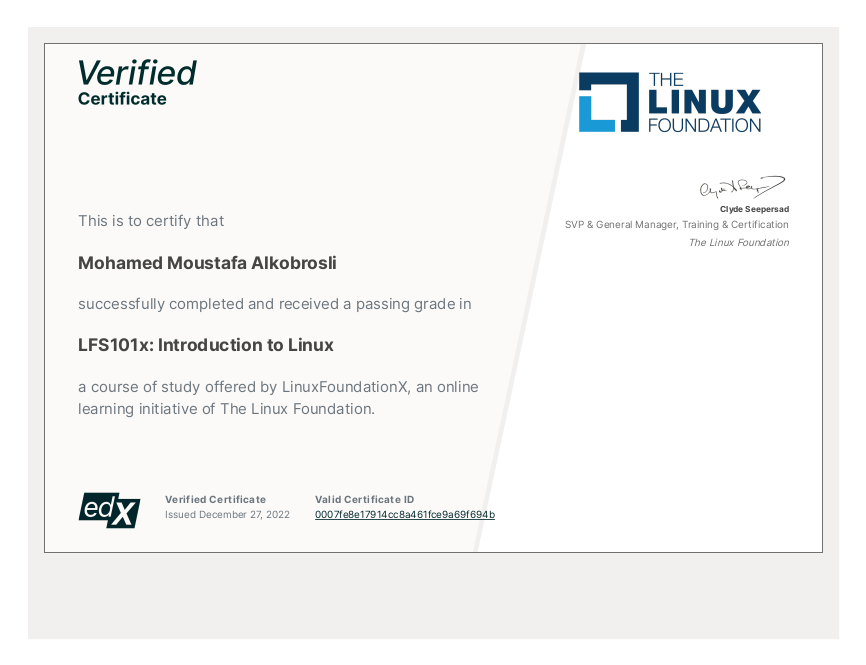 Verified
Certificate
THE
LINUX
FOUNDATION
Clyde Seepersad
SVP & General Manager, Training & Certification
The Linux Foundation
This is to certify that
Mohamed Moustafa Alkobrosli
successfully completed and received a passing grade in
LFS101x: Introduction to Linux
a course of study offered by LinuxFoundationX, an online
learning initiative of The Linux Foundation.
edX
Verified Certificate
Issued December 27, 2022
Valid Certificate ID
0007fe8e17914cc8a461fce9a69f694b